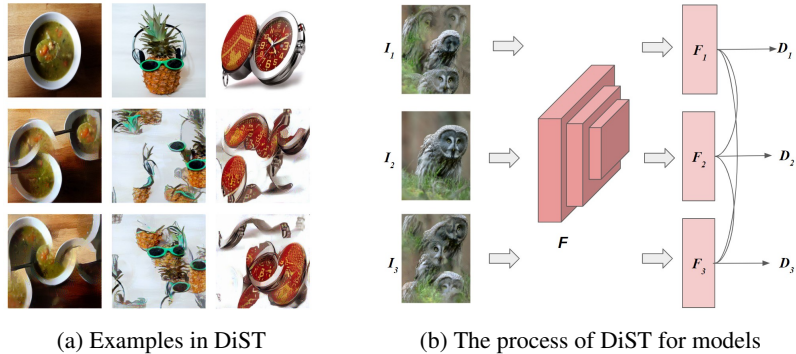 I1
F1
D1
I2
F2
D2
F
I3
F3
D3
(a) Examples in DiST
(b) The process of DiST for models